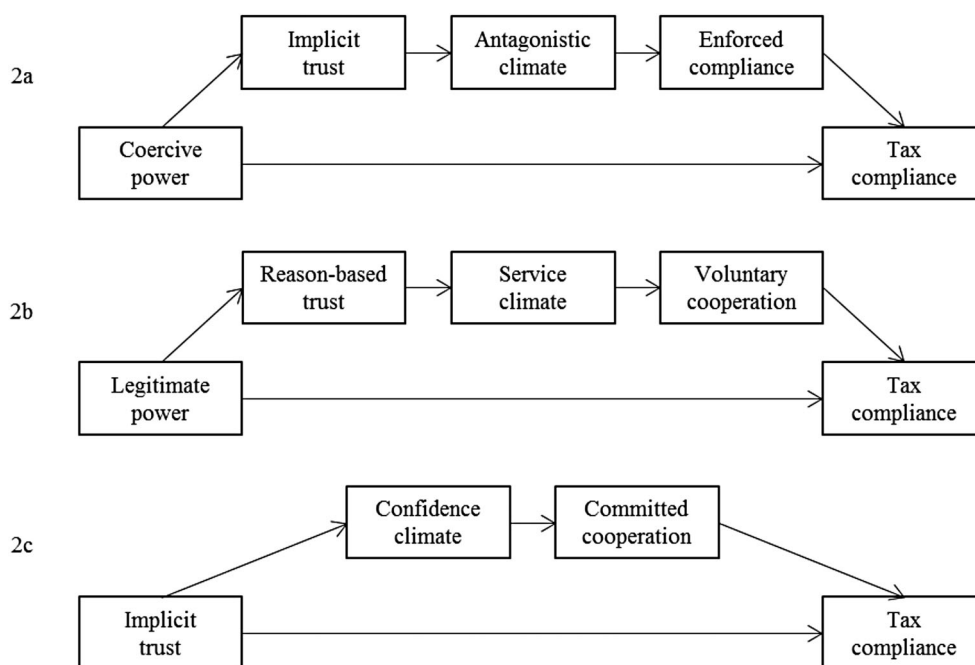 2a
Implicit
trust
Antagonistic
climate
Enforced
compliance
Coercive
power
Tax
compliance
2b
Reason-based
trust
Service
climate
Voluntary
cooperation
Legitimate
power
Tax
compliance
2c
Confidence
climate
Committed
cooperation
Implicit
trust
Tax
compliance